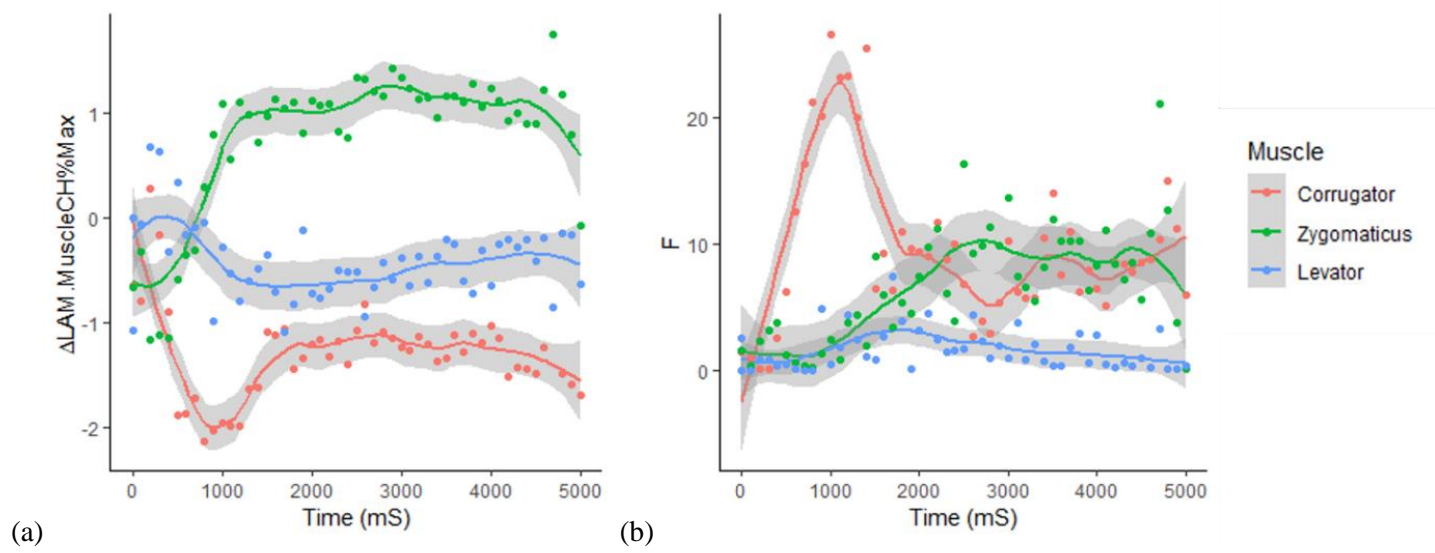 ΔLAM.MuscleCH%Max
1
0
-1
-2
0 1000 2000 3000 4000 5000
Time (mS)
(a)
F
20
10
0
0 1000 2000 3000 4000 5000
Time (mS)
(b)
Muscle
Corrugator
Zygomaticus
Levator